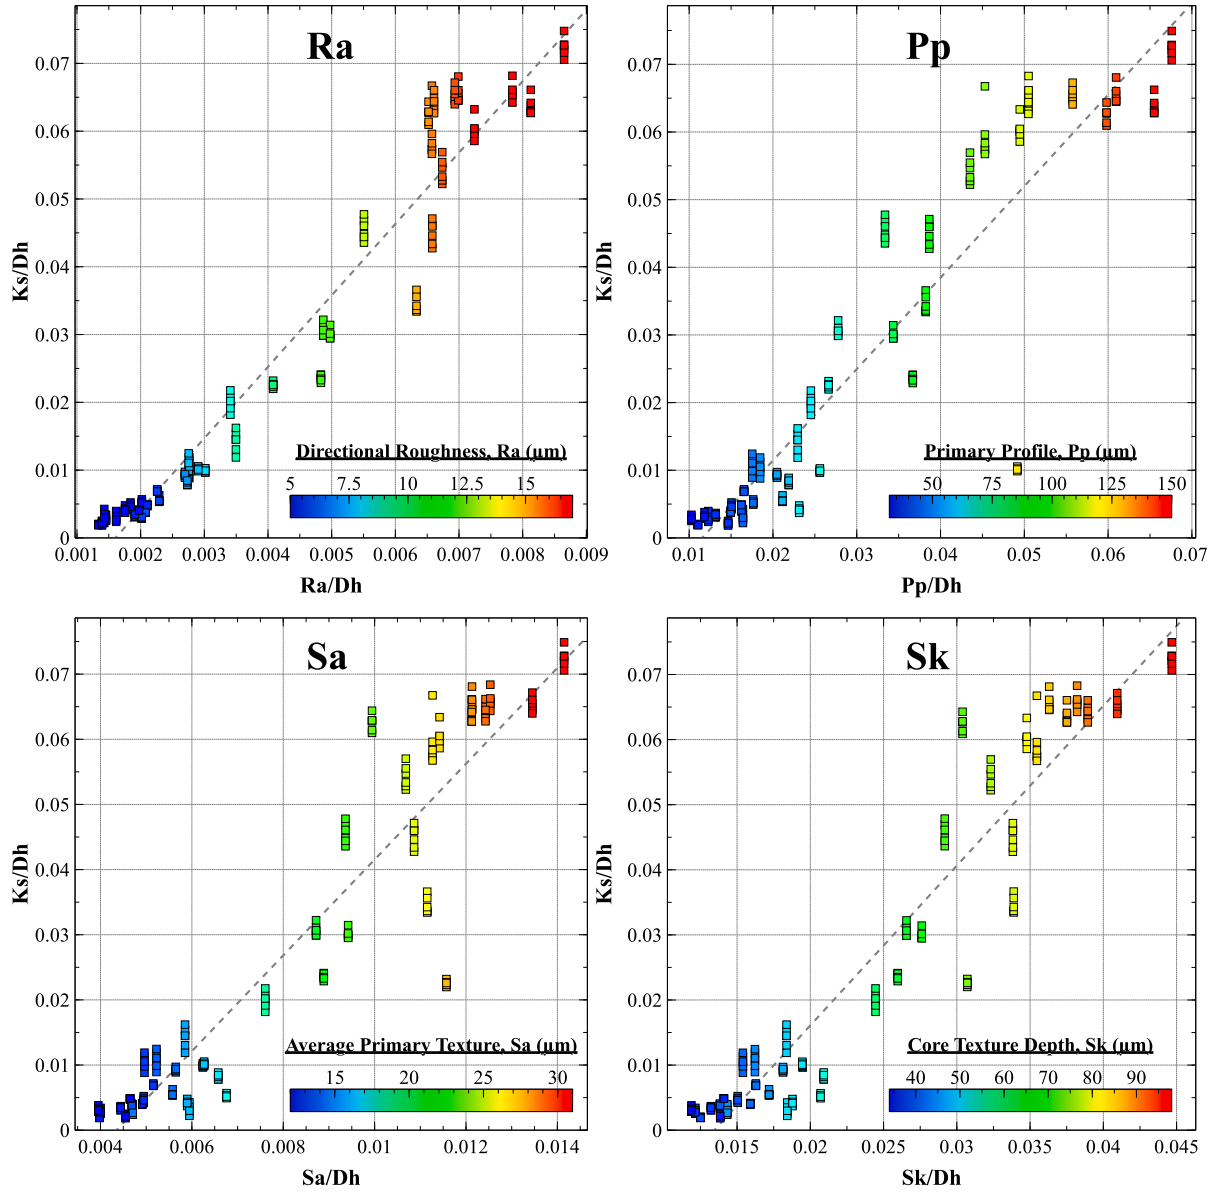 Ra
Ks/Dh
0.07
0.06
0.05
0.04
0.03
0.02
0.01
0
Directional Roughness, Ra (µm)
5 7.5 10 12.5 15
0.001 0.002 0.003 0.004 0.005 0.006 0.007 0.008 0.009
Ra/Dh
Pp
Ks/Dh
0.07
0.06
0.05
0.04
0.03
0.02
0.01
0
Primary Profile, Pp (µm)
50 75 100 125 150
0.01 0.02 0.03 0.04 0.05 0.06 0.07
Pp/Dh
Sa
Ks/Dh
0.07
0.06
0.05
0.04
0.03
0.02
0.01
0
Average Primary Texture, Sa (µm)
15 20 25 30
0.004 0.006 0.008 0.01 0.012 0.014
Sa/Dh
Sk
Ks/Dh
0.07
0.06
0.05
0.04
0.03
0.02
0.01
0
Core Texture Depth, Sk (µm)
40 50 60 70 80 90
0.015 0.02 0.025 0.03 0.035 0.04 0.045
Sk/Dh